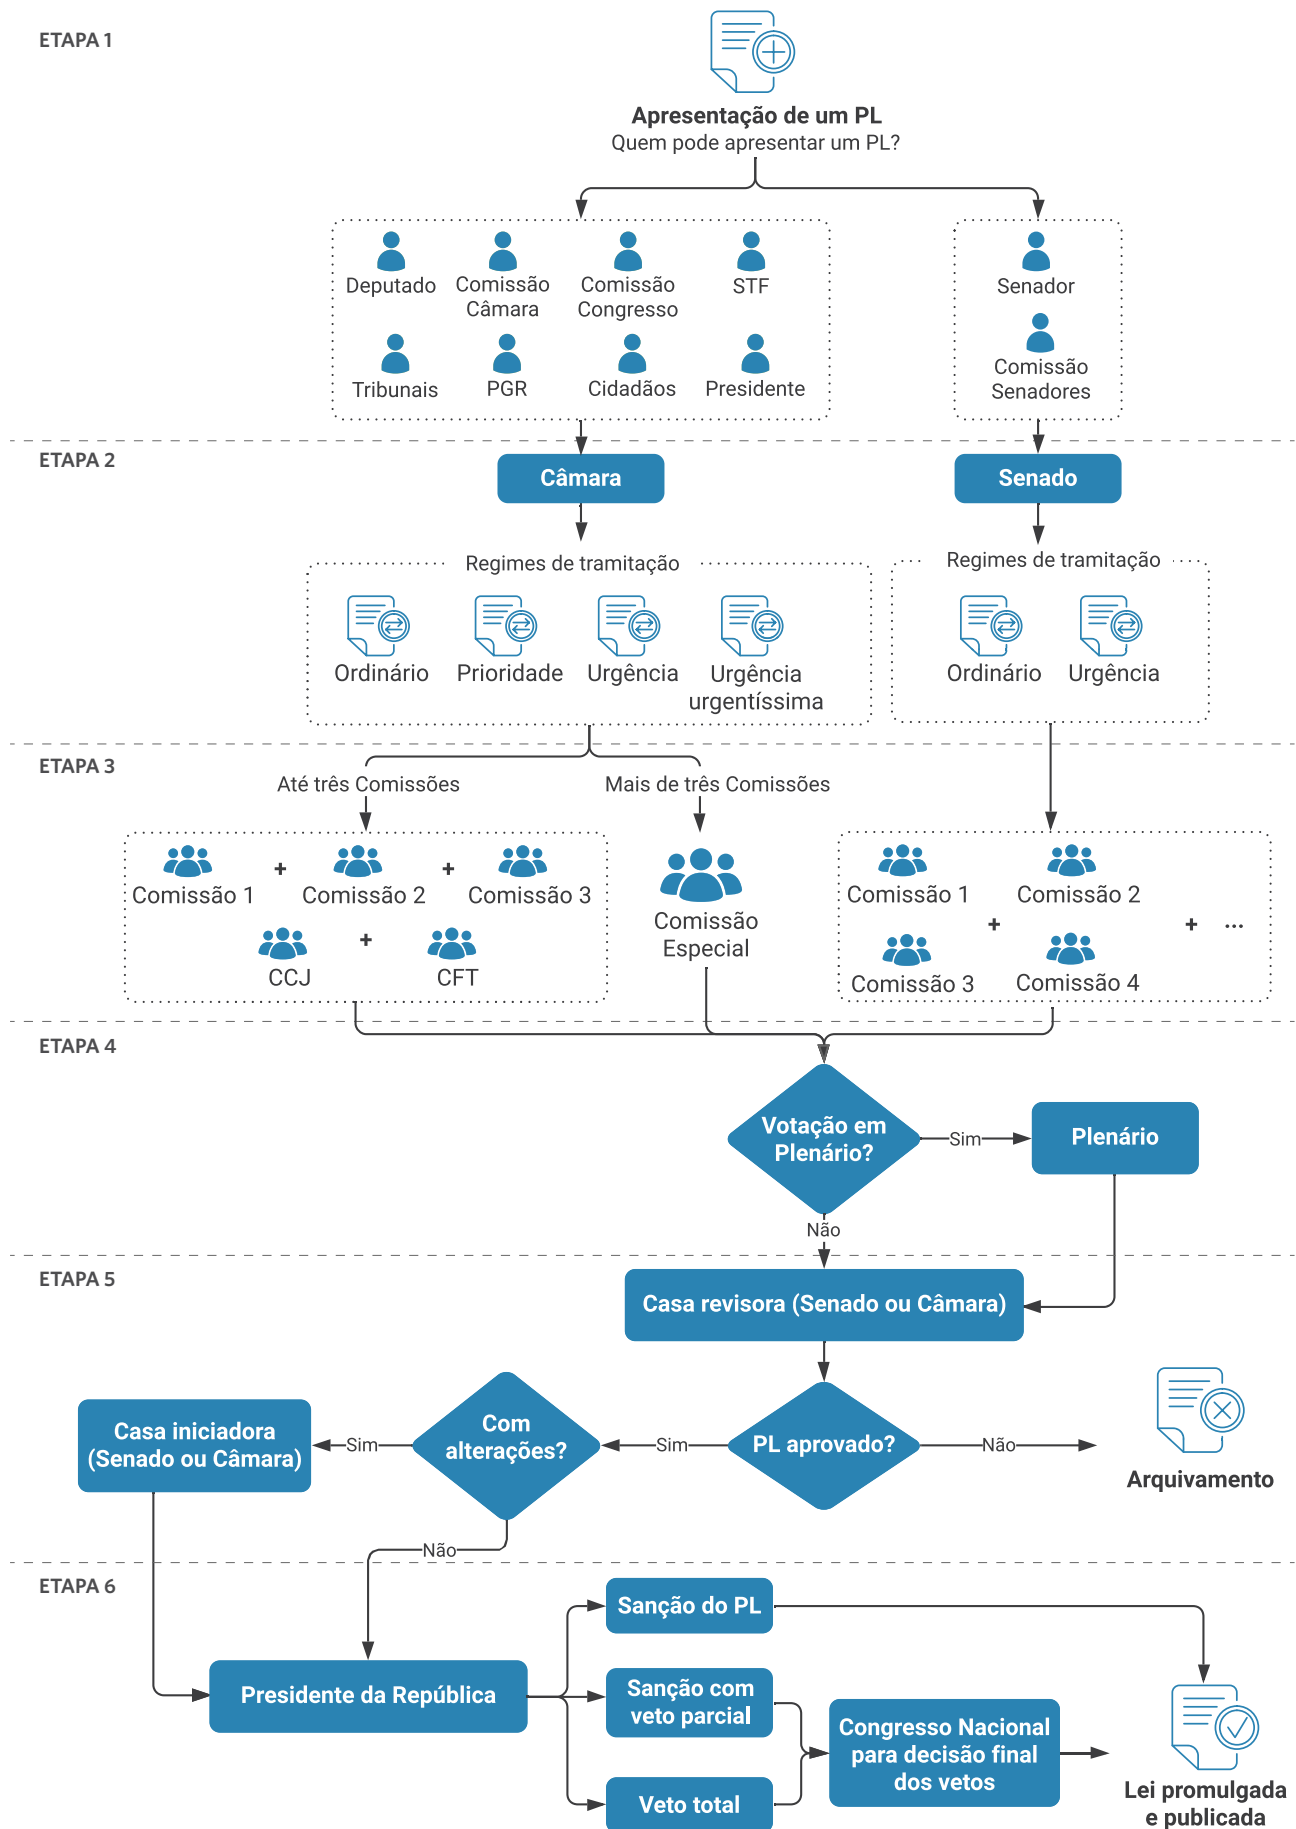 ETAPA 1
Apresentação de um PL
Quem pode apresentar um PL?
Deputado
Comissão
Câmara
Comissão
Congresso
STF
Tribunais
PGR
Cidadãos
Presidente
Senador
Comissão
Senadores
ETAPA 2
Câmara
Senado
Regimes de tramitação
Ordinário
Prioridade
Urgência
Urgência
urgentíssima
Regimes de tramitação
Ordinário
Urgência
ETAPA 3
Até três Comissões
Mais de três Comissões
Comissão 1
+
Comissão 2
+
Comissão 3
CCJ
+
CFT
Comissão
Especial
Comissão 1
Comissão 2
+
+ ...
Comissão 3
Comissão 4
ETAPA 4
Votação em
Plenário?
Sim
Plenário
Não
ETAPA 5
Casa revisora (Senado ou Câmara)
PL aprovado?
Não
Arquivamento
Sim
Com
alterações?
Sim
Casa iniciadora
(Senado ou Câmara)
Não
ETAPA 6
Presidente da República
Sanção do PL
Sanção com
veto parcial
Veto total
Congresso Nacional
para decisão final
dos vetos
Lei promulgada
e publicada